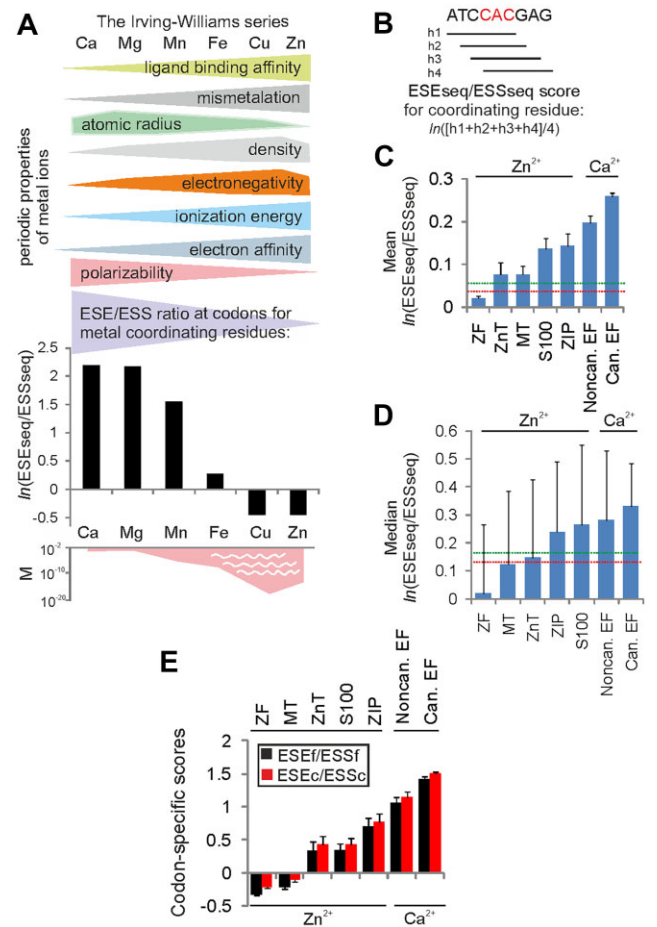 A
The Irving-Williams series
Ca Mg Mn Fe Cu Zn
periodic properties
of metal ions
ligand binding affinity
mismetalation
atomic radius
density
electronegativity
ionization energy
electron affinity
polarizability
ESE/ESS ratio at codons for
metal coordinating residues:
ln(ESEseq/ESSseq)
2.5
2
1.5
1
0.5
0
-0.5
Ca Mg Mn Fe Cu Zn
M
10-2
10-10
10-20
B
ATCCACGAG
h1
h2
h3
h4
ESEseq/ESSseq score
for coordinating residue:
ln([h1+h2+h3+h4]/4)
C
Zn2+
Ca2+
Mean
ln(ESEseq/ESSseq)
0.3
0.2
0.1
0
ZF
ZnT
MT
S100
ZIP
Noncan. EF
Can. EF
D
Zn2+
Ca2+
Median
ln(ESEseq/ESSseq)
0.6
0.5
0.4
0.3
0.2
0.1
0
ZF
MT
ZnT
ZIP
S100
Noncan. EF
Can. EF
E
ZF
MT
ZnT
S100
ZIP
Noncan. EF
Can. EF
Codon-specific scores
2
1.5
1
0.5
0
-0.5
ESEf/ESSf
ESEc/ESSc
Zn2+
Ca2+